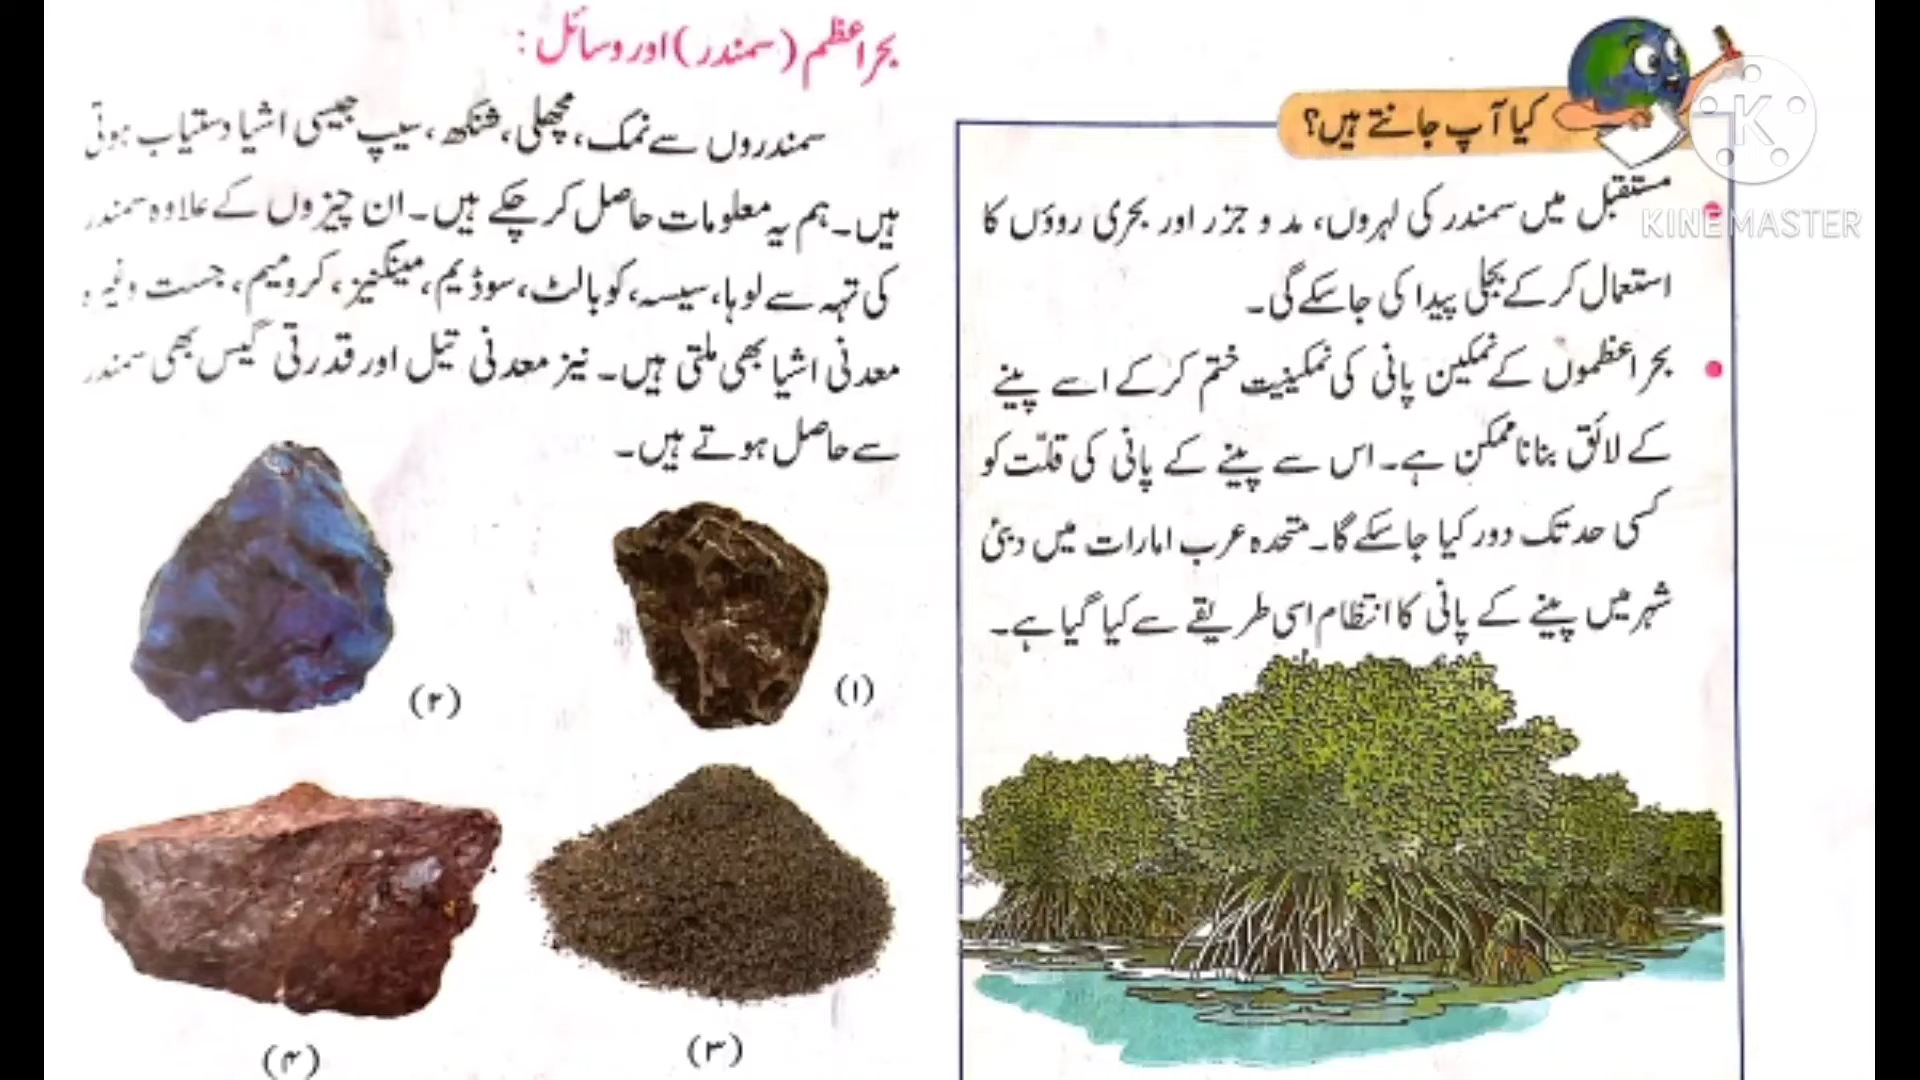 کیا آپ جانتے ہیں؟
مستقبل میں سمندر کی لہروں، مد و جزر اور بحری روؤں کا
استعمال کر کے بجلی پیدا کی جا سکے گی۔
بحر اعظموں کے نمکین پانی کی نمکینیت ختم کر کے اسے پینے
کے لائق بنانا ممکن ہے۔ اس سے پینے کے پانی کی قلّت کو
کسی حد تک دور کیا جا سکے گا۔ متحدہ عرب امارات میں دبئی
شہر میں پینے کے پانی کا انتظام اسی طریقے سے کیا گیا ہے۔
بحر اعظم (سمندر) اور وسائل :
سمندروں سے نمک، مچھلی، شنکھ، سیپ جیسی اشیا دستیاب ہوتی
ہیں۔ ہم یہ معلومات حاصل کر چکے ہیں۔ ان چیزوں کے علاوہ سمندر
کی تہہ سے لوہا، سیسہ، کوبالٹ، سوڈیم، مینگنیز، کرومیم، جست وغیرہ
معدنی اشیا بھی ملتی ہیں۔ نیز معدنی تیل اور قدرتی گیس بھی سمندر
سے حاصل ہوتے ہیں۔
(۱)
(۲)
(۳)
(۴)
K
KINEMASTER